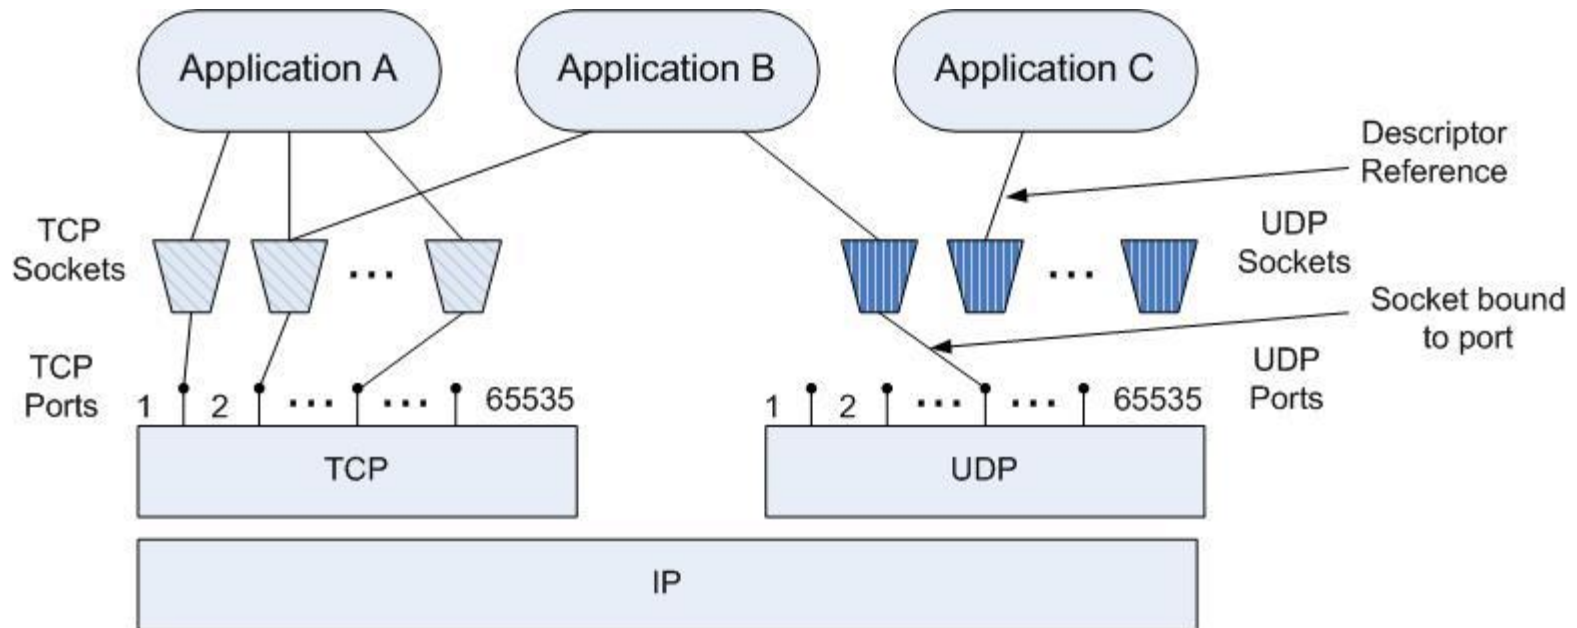 Application A
Application B
Application C
Descriptor
Reference
TCP
Sockets
...
...
UDP
Sockets
Socket bound
to port
TCP
Ports
1
2
...
...
65535
1
2
...
...
65535
UDP
Ports
TCP
UDP
IP